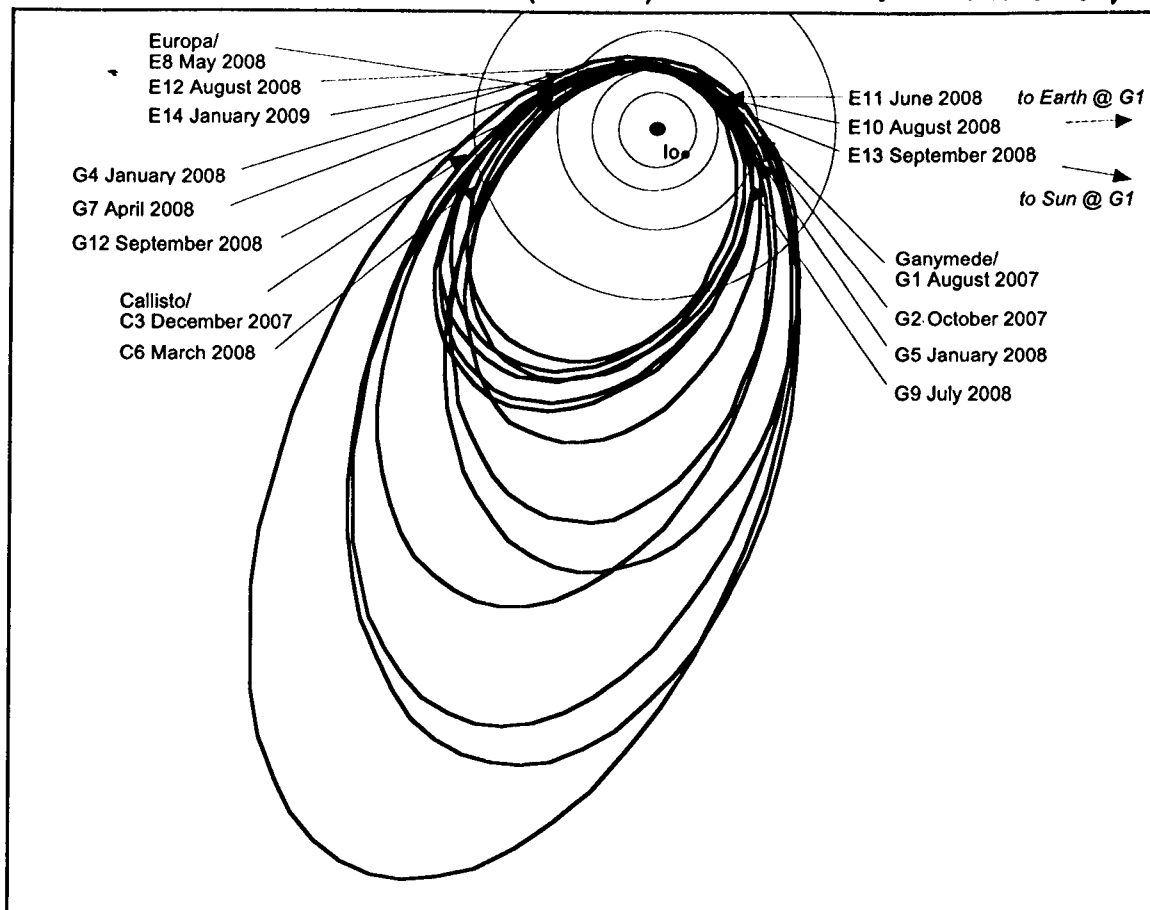 Europa/
E8 May 2008
E12 August 2008
E14 January 2009
G4 January 2008
G7 April 2008
G12 September 2008
Callisto/
C3 December 2007
C6 March 2008
Io
E11 June 2008
E10 August 2008
E13 September 2008
to Earth @ G1
to Sun @ G1
Ganymede/
G1 August 2007
G2 October 2007
G5 January 2008
G9 July 2008